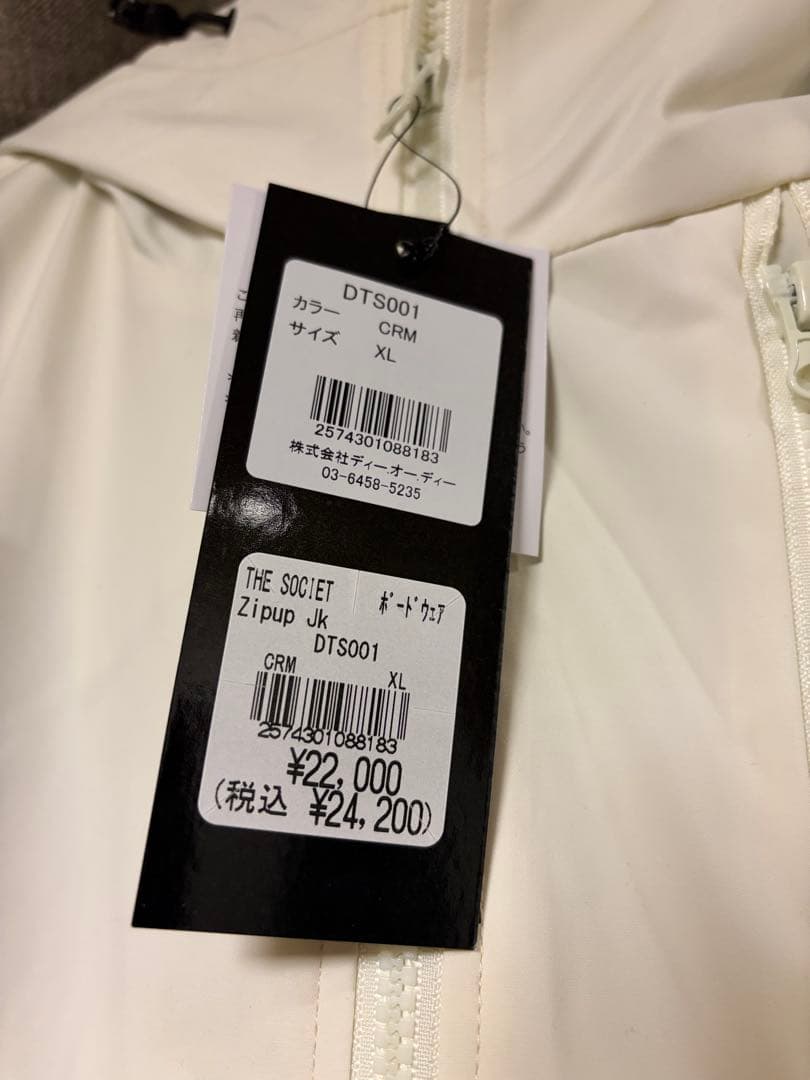 DTS001
カラー CRM
サイズ XL
2574301088183
株式会社ディー.オー.ディー
03-6458-5235
THE SOCIET ﾎﾞｰﾄﾞｳｪｱ
Zipup Jk
DTS001
CRM XL
2574301088183
¥22,000
(税込 ¥24,200)